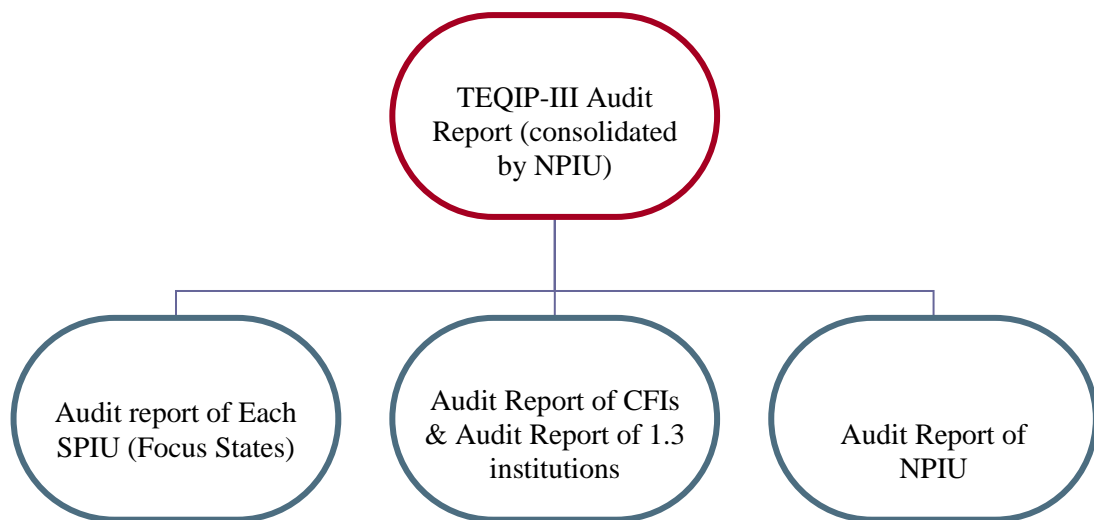 TEQIP-III Audit
Report (consolidated
by NPIU)
Audit report of Each
SPIU (Focus States)
Audit Report of CFIs
& Audit Report of 1.3
institutions
Audit Report of
NPIU